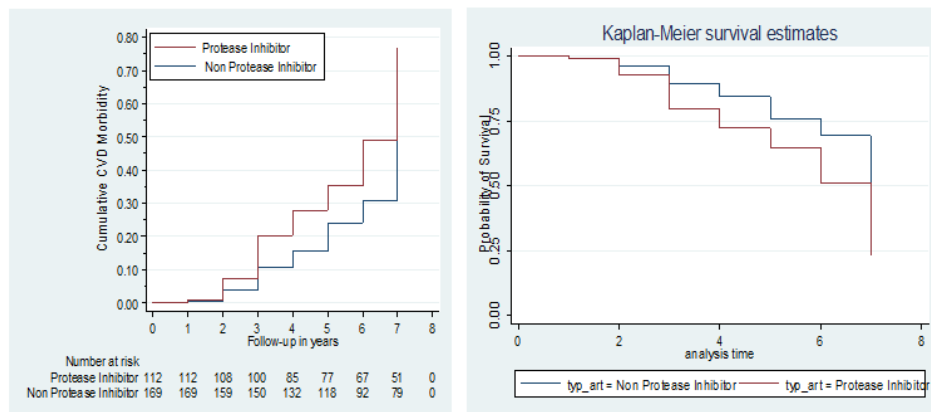 Cumulative CVD Morbidity
0.80
0.70
0.60
0.50
0.40
0.30
0.20
0.10
0.00
Protease Inhibitor
Non Protease Inhibitor
0 1 2 3 4 5 6 7 8
Follow-up in years
Number at risk
Protease Inhibitor 112 112 108 100 85 77 67 51 0
Non Protease Inhibitor 169 169 159 150 132 118 92 79 0
Kaplan-Meier survival estimates
Probability of Survival
1.00
0.75
0.50
0.25
0.00
0 2 4 6 8
analysis time
typ_art = Non Protease Inhibitor typ_art = Protease Inhibitor